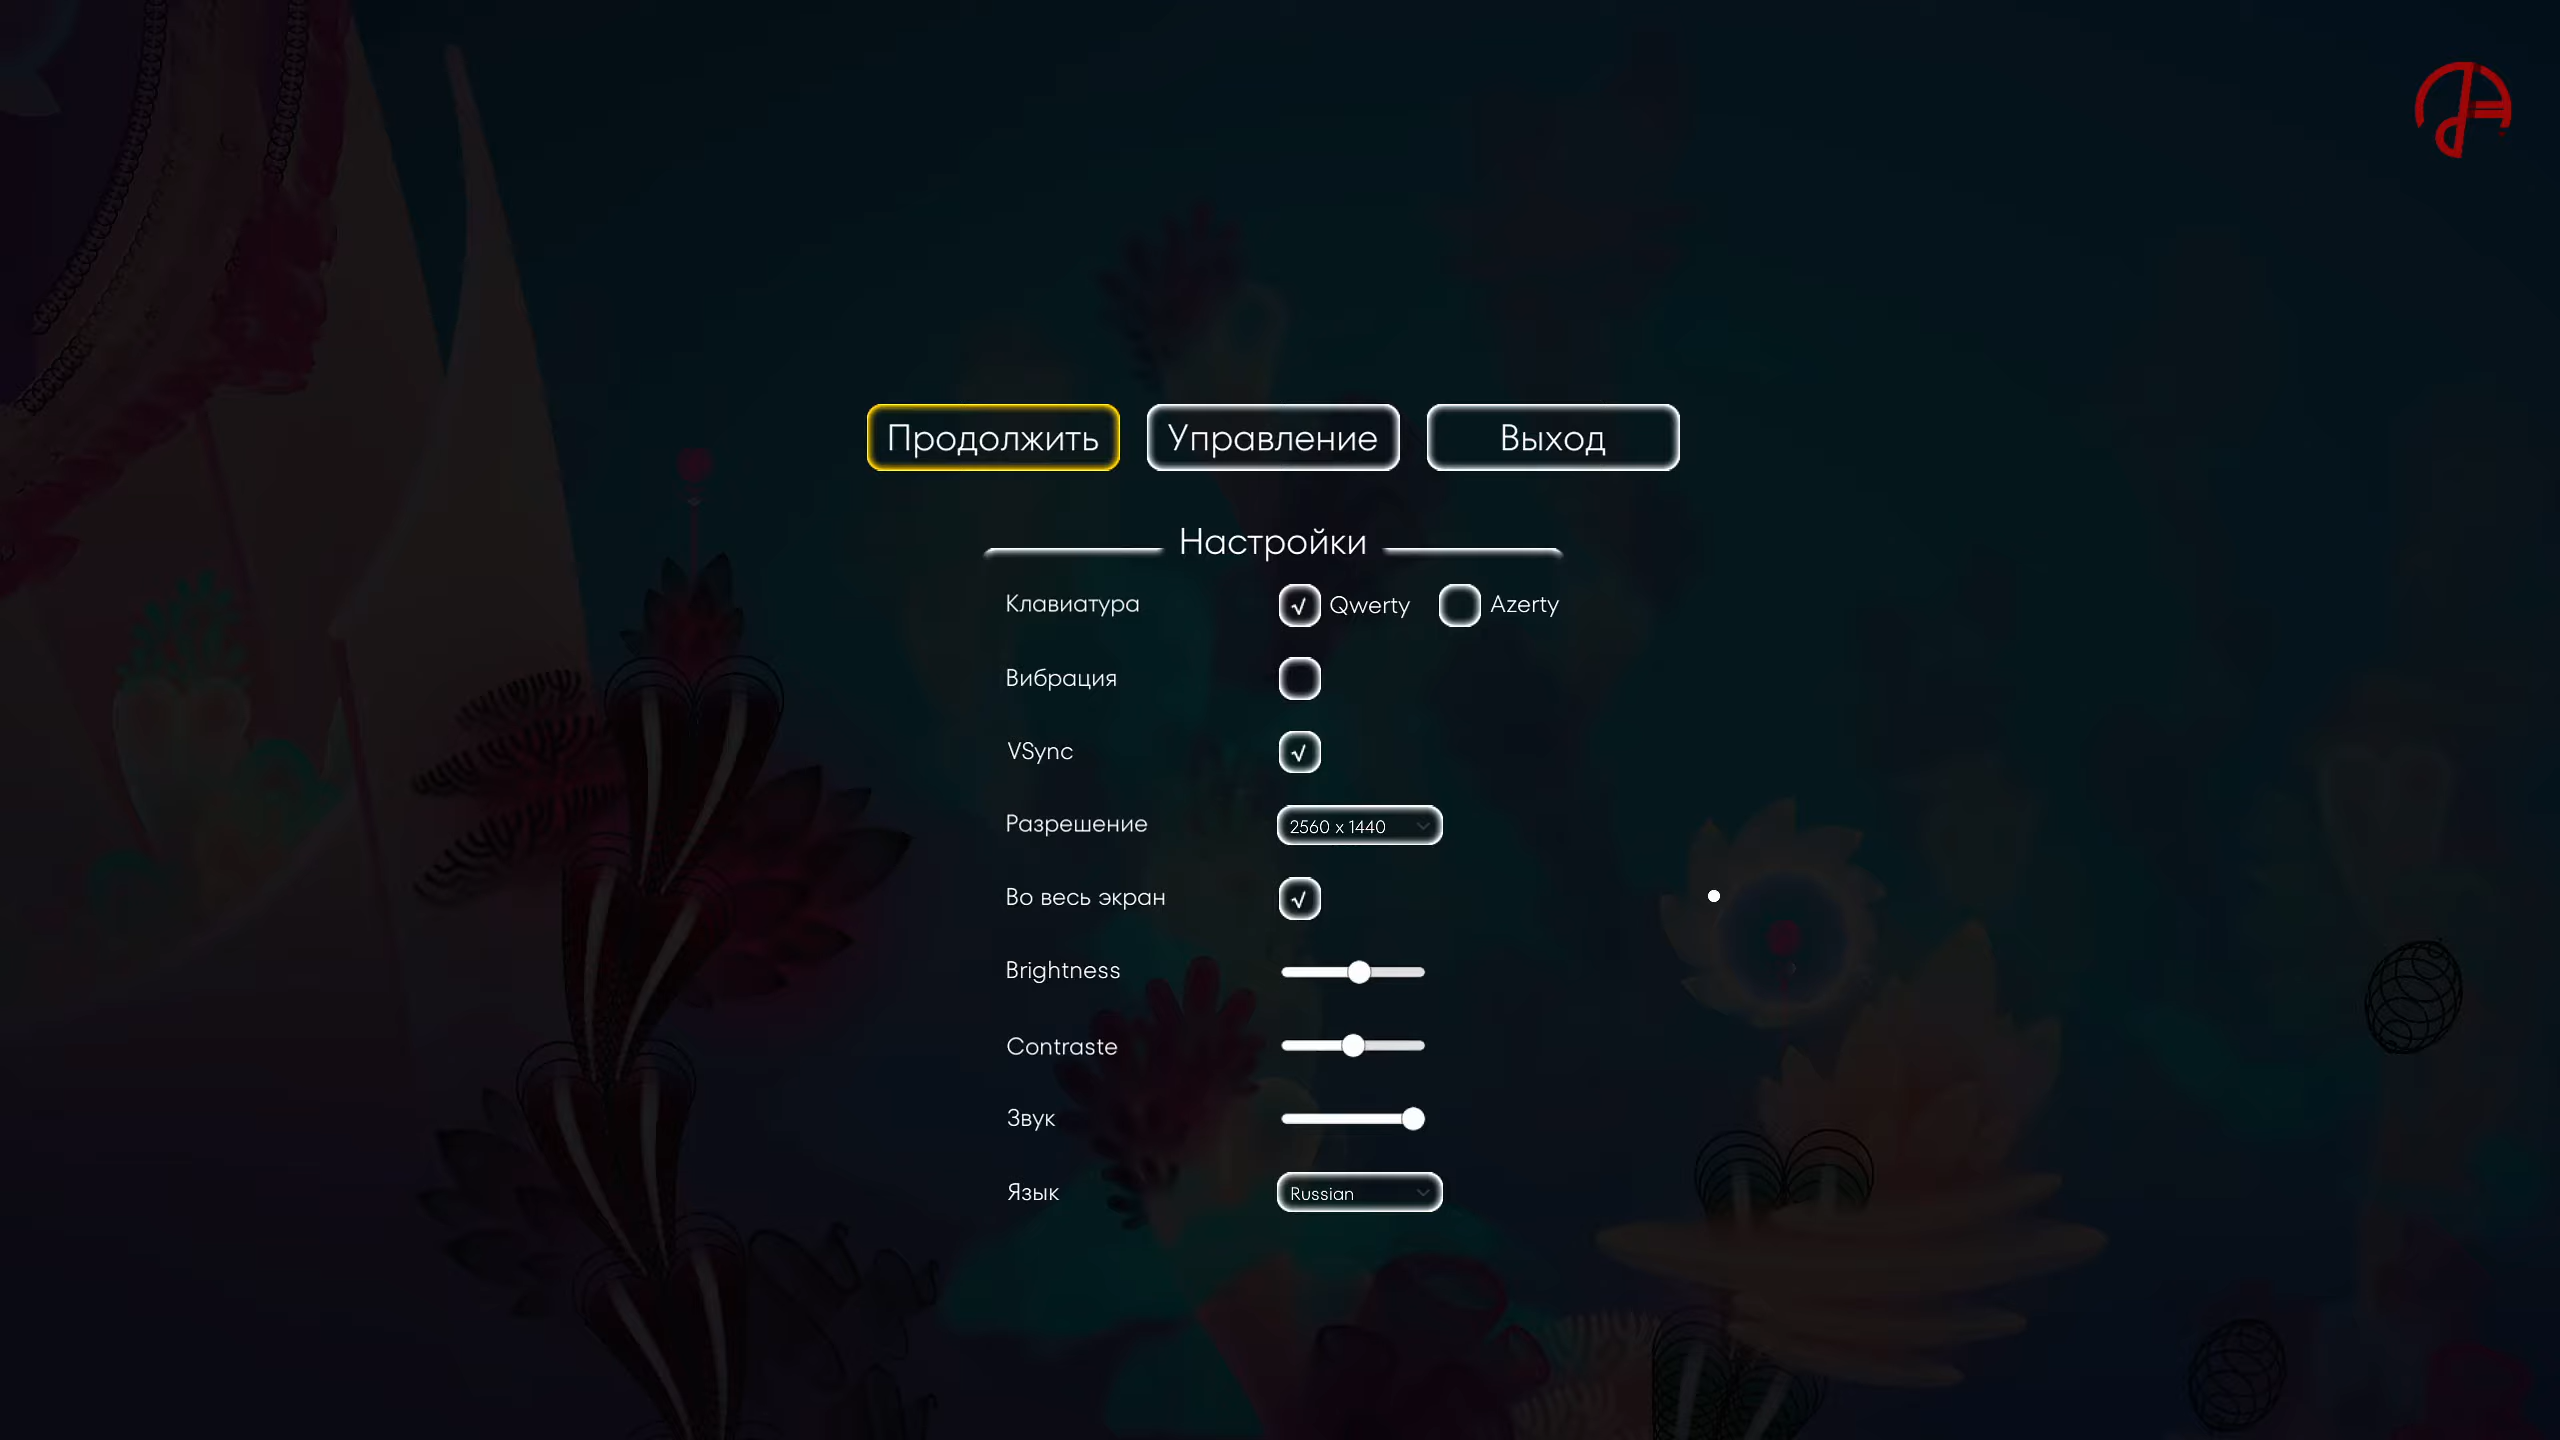 Продолжить Управление Выход
Настройки
Клавиатура Qwerty Azerty
Вибрация
VSync
Разрешение 2560 x 1440
Во весь экран
Brightness
Contraste
Звук
Язык Russian